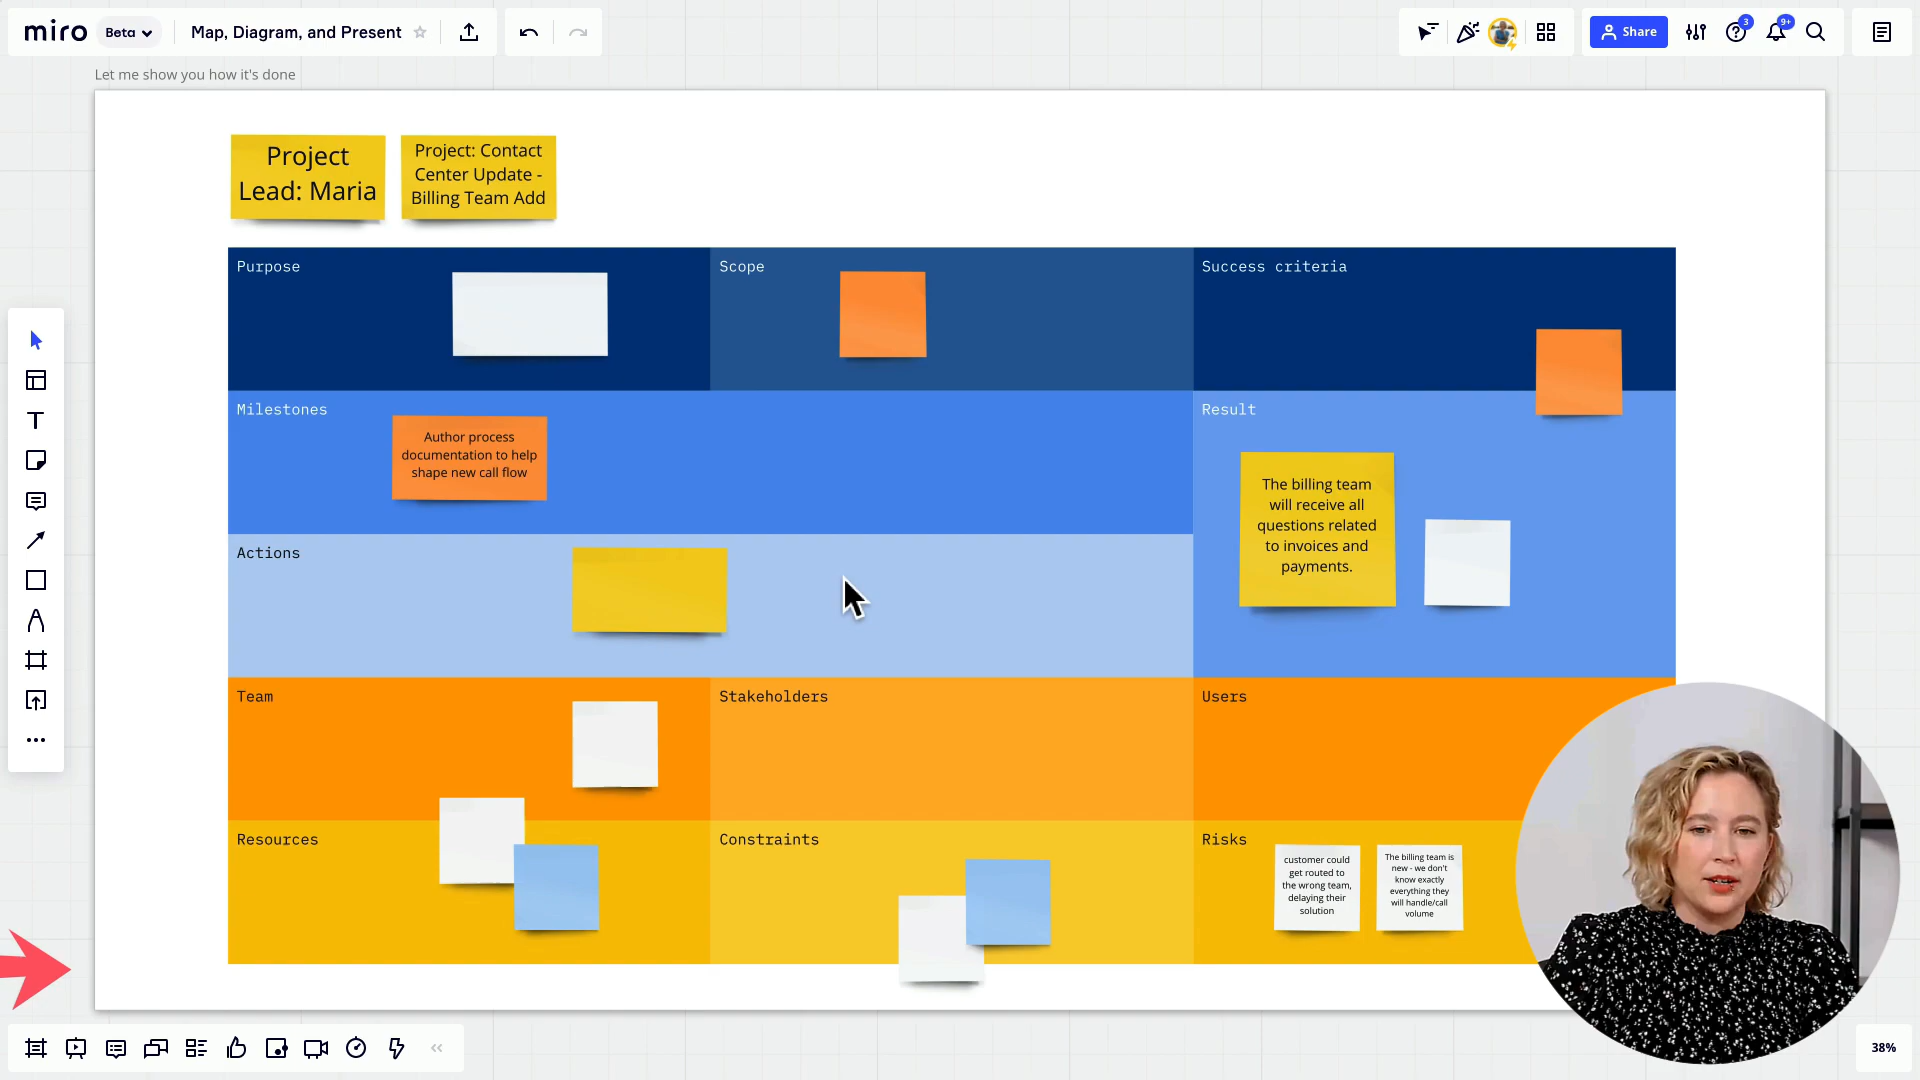 miro
Beta
Map, Diagram, and Present
Share
3
9+
Let me show you how it's done
Project
Lead: Maria
Project: Contact
Center Update -
Billing Team Add
Purpose
Scope
Success criteria
Milestones
Author process
documentation to help
shape new call flow
Result
The billing team
will receive all
questions related
to invoices and
payments.
Actions
Team
Stakeholders
Users
Resources
Constraints
Risks
customer could
get routed to
the wrong team,
delaying their
solution
The billing team is
new - we don't
know exactly
everything they
will handle/call
volume
38%